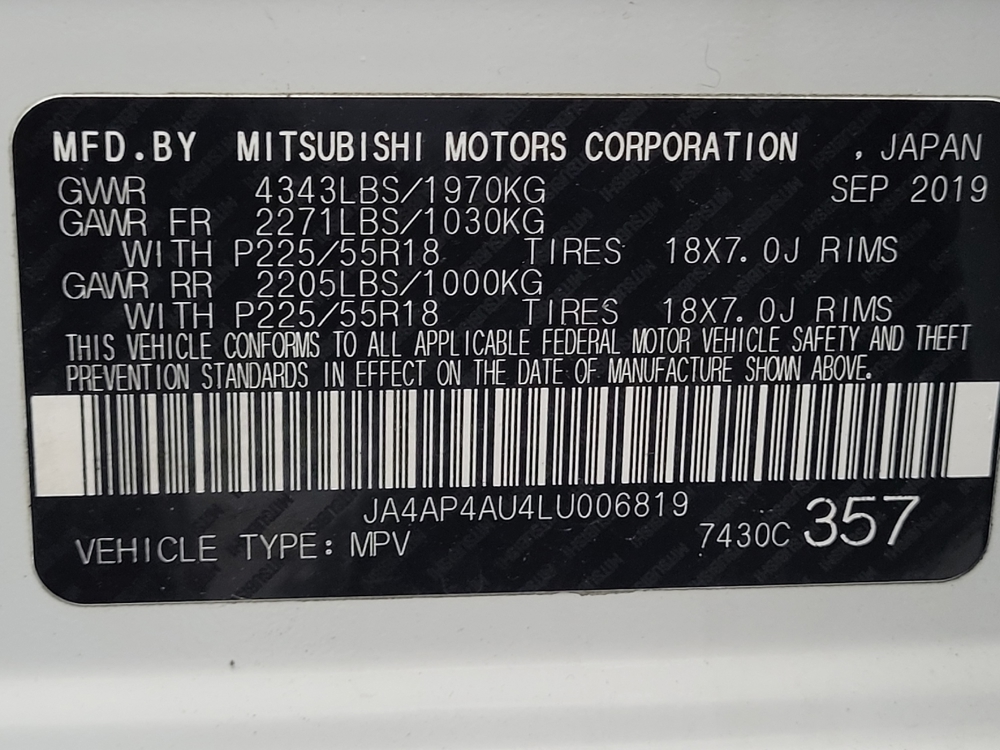 MFD.BY MITSUBISHI MOTORS CORPORATION , JAPAN
GVWR 4343LBS/1970KG SEP 2019
GAWR FR 2271LBS/1030KG
WITH P225/55R18 TIRES 18X7.0J RIMS
GAWR RR 2205LBS/1000KG
WITH P225/55R18 TIRES 18X7.0J RIMS
THIS VEHICLE CONFORMS TO ALL APPLICABLE FEDERAL MOTOR VEHICLE SAFETY AND THEFT
PREVENTION STANDARDS IN EFFECT ON THE DATE OF MANUFACTURE SHOWN ABOVE.
JA4AP4AU4LU006819
VEHICLE TYPE: MPV 7430C 357